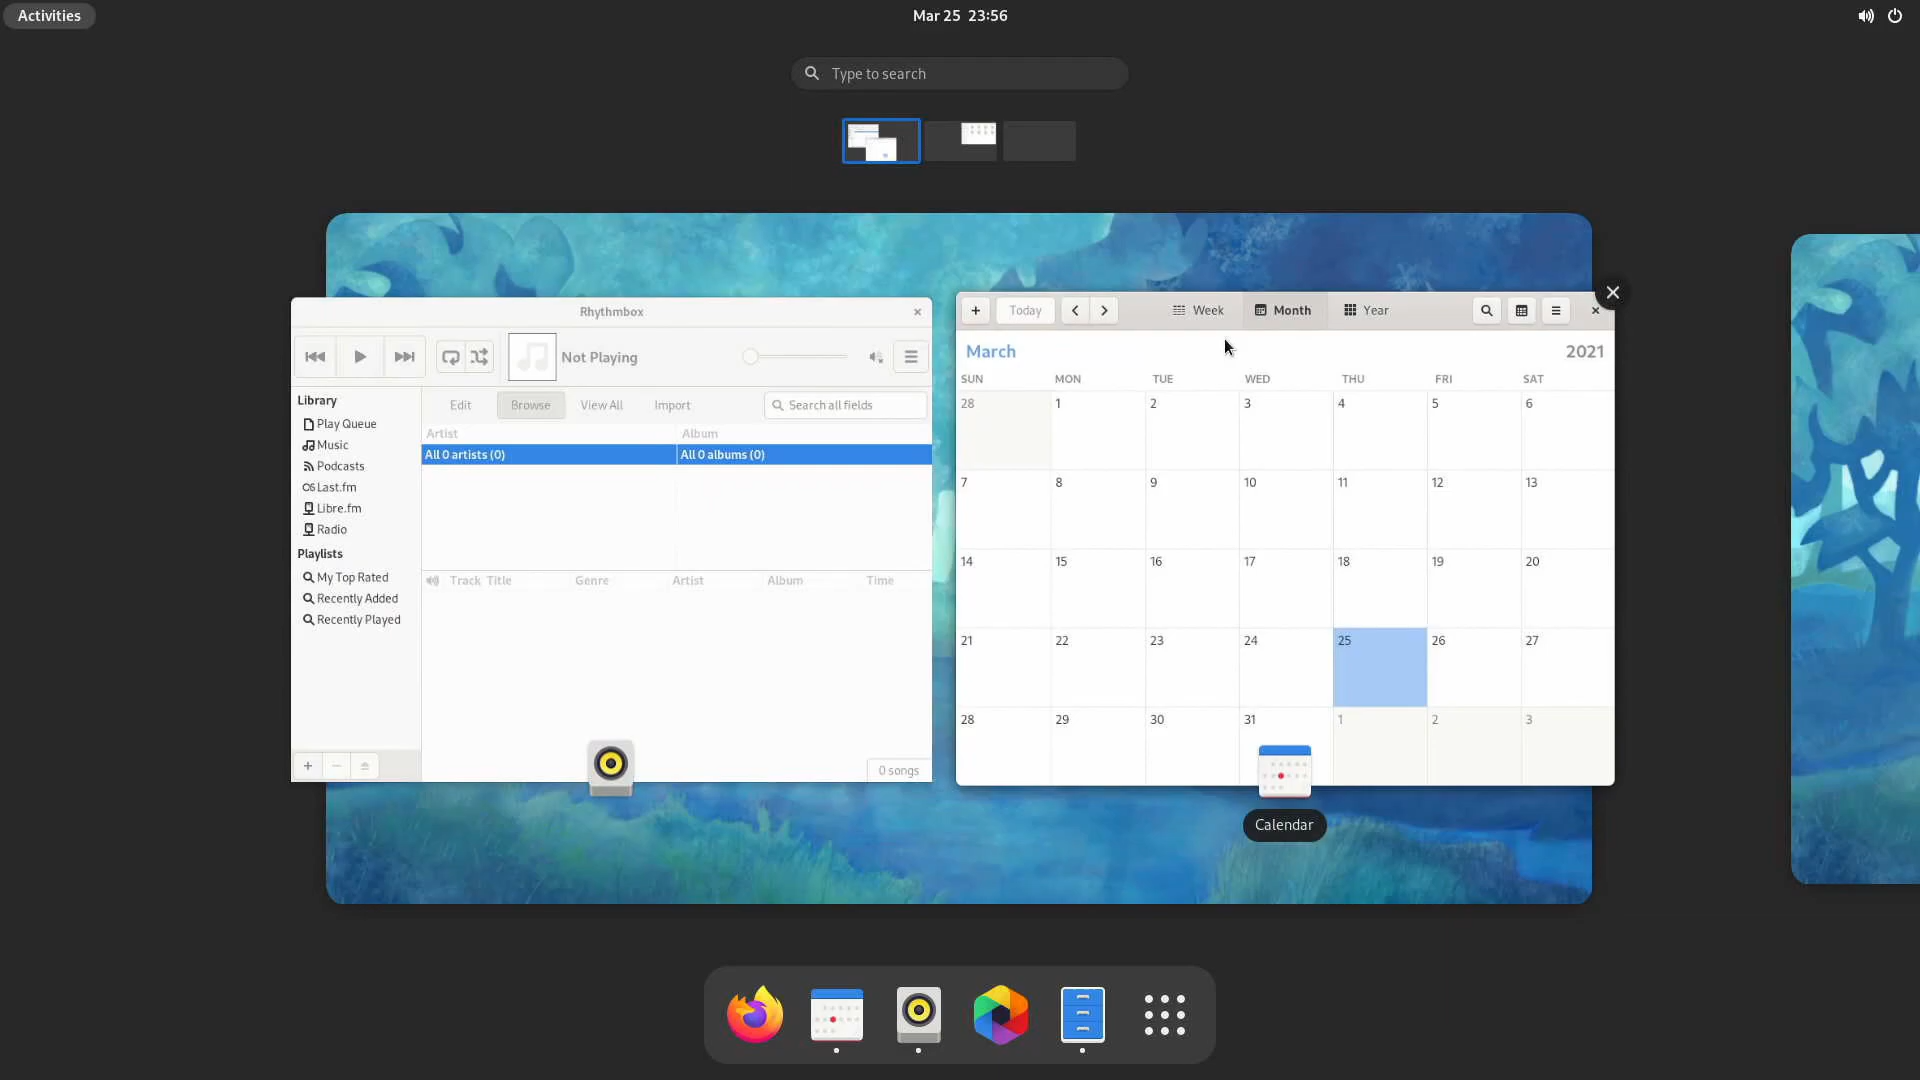 Activities
Mar 25 23:56
Type to search
Rhythmbox
Not Playing
Library
Play Queue
Music
Podcasts
Last.fm
Libre.fm
Radio
Playlists
My Top Rated
Recently Added
Recently Played
Edit Browse View All Import Search all fields
Artist Album
All 0 artists (0) All 0 albums (0)
Track Title Genre Artist Album Time
0 songs
Today Week Month Year
March 2021
SUN MON TUE WED THU FRI SAT
28 1 2 3 4 5 6
7 8 9 10 11 12 13
14 15 16 17 18 19 20
21 22 23 24 25 26 27
28 29 30 31 1 2 3
Calendar